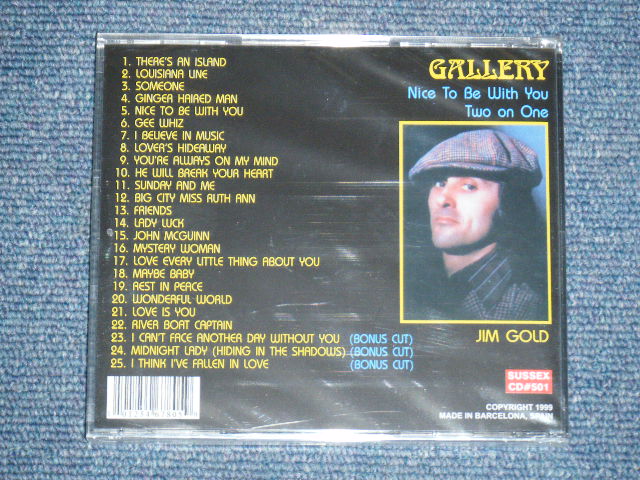 1. THERE'S AN ISLAND
2. LOUISIANA LINE
3. SOMEONE
4. GINGER HAIRED MAN
5. NICE TO BE WITH YOU
6. GEE WHIZ
7. I BELIEVE IN MUSIC
8. LOVER'S HIDEAWAY
9. YOU'RE ALWAYS ON MY MIND
10. HE WILL BREAK YOUR HEART
11. SUNDAY AND ME
12. BIG CITY MISS RUTH ANN
13. FRIENDS
14. LADY LUCK
15. JOHN MCGUINN
16. MYSTERY WOMAN
17. LOVE EVERY LITTLE THING ABOUT YOU
18. MAYBE BABY
19. REST IN PEACE
20. WONDERFUL WORLD
21. LOVE IS YOU
22. RIVER BOAT CAPTAIN
23. I CAN'T FACE ANOTHER DAY WITHOUT YOU (BONUS CUT)
24. MIDNIGHT LADY (HIDING IN THE SHADOWS) (BONUS CUT)
25. I THINK I'VE FALLEN IN LOVE (BONUS CUT)
GALLERY
Nice To Be With You
Two on One
JIM GOLD
SUSSEX
CD#501
COPYRIGHT 1999
MADE IN BARCELONA, SPAIN